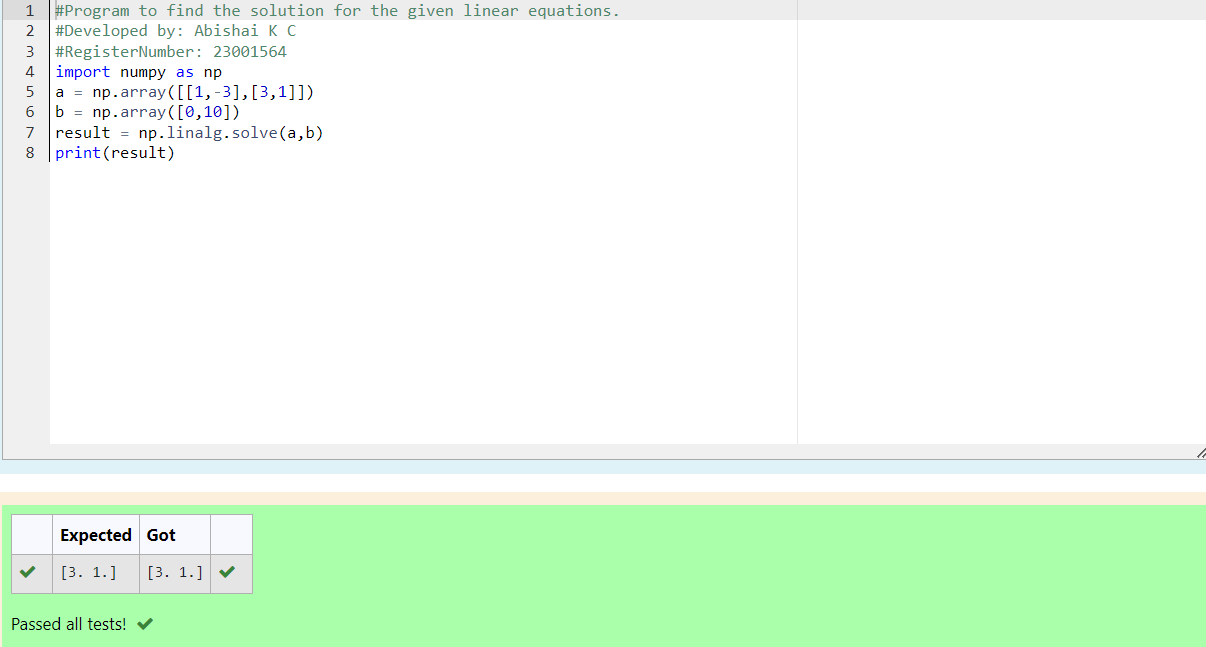 1 #Program to find the solution for the given linear equations.
2 #Developed by: Abishai K C
3 #RegisterNumber: 23001564
4 import numpy as np
5 a = np.array([[1,-3],[3,1]])
6 b = np.array([0,10])
7 result = np.linalg.solve(a,b)
8 print(result)
Expected Got
[3. 1.] [3. 1.]
Passed all tests!